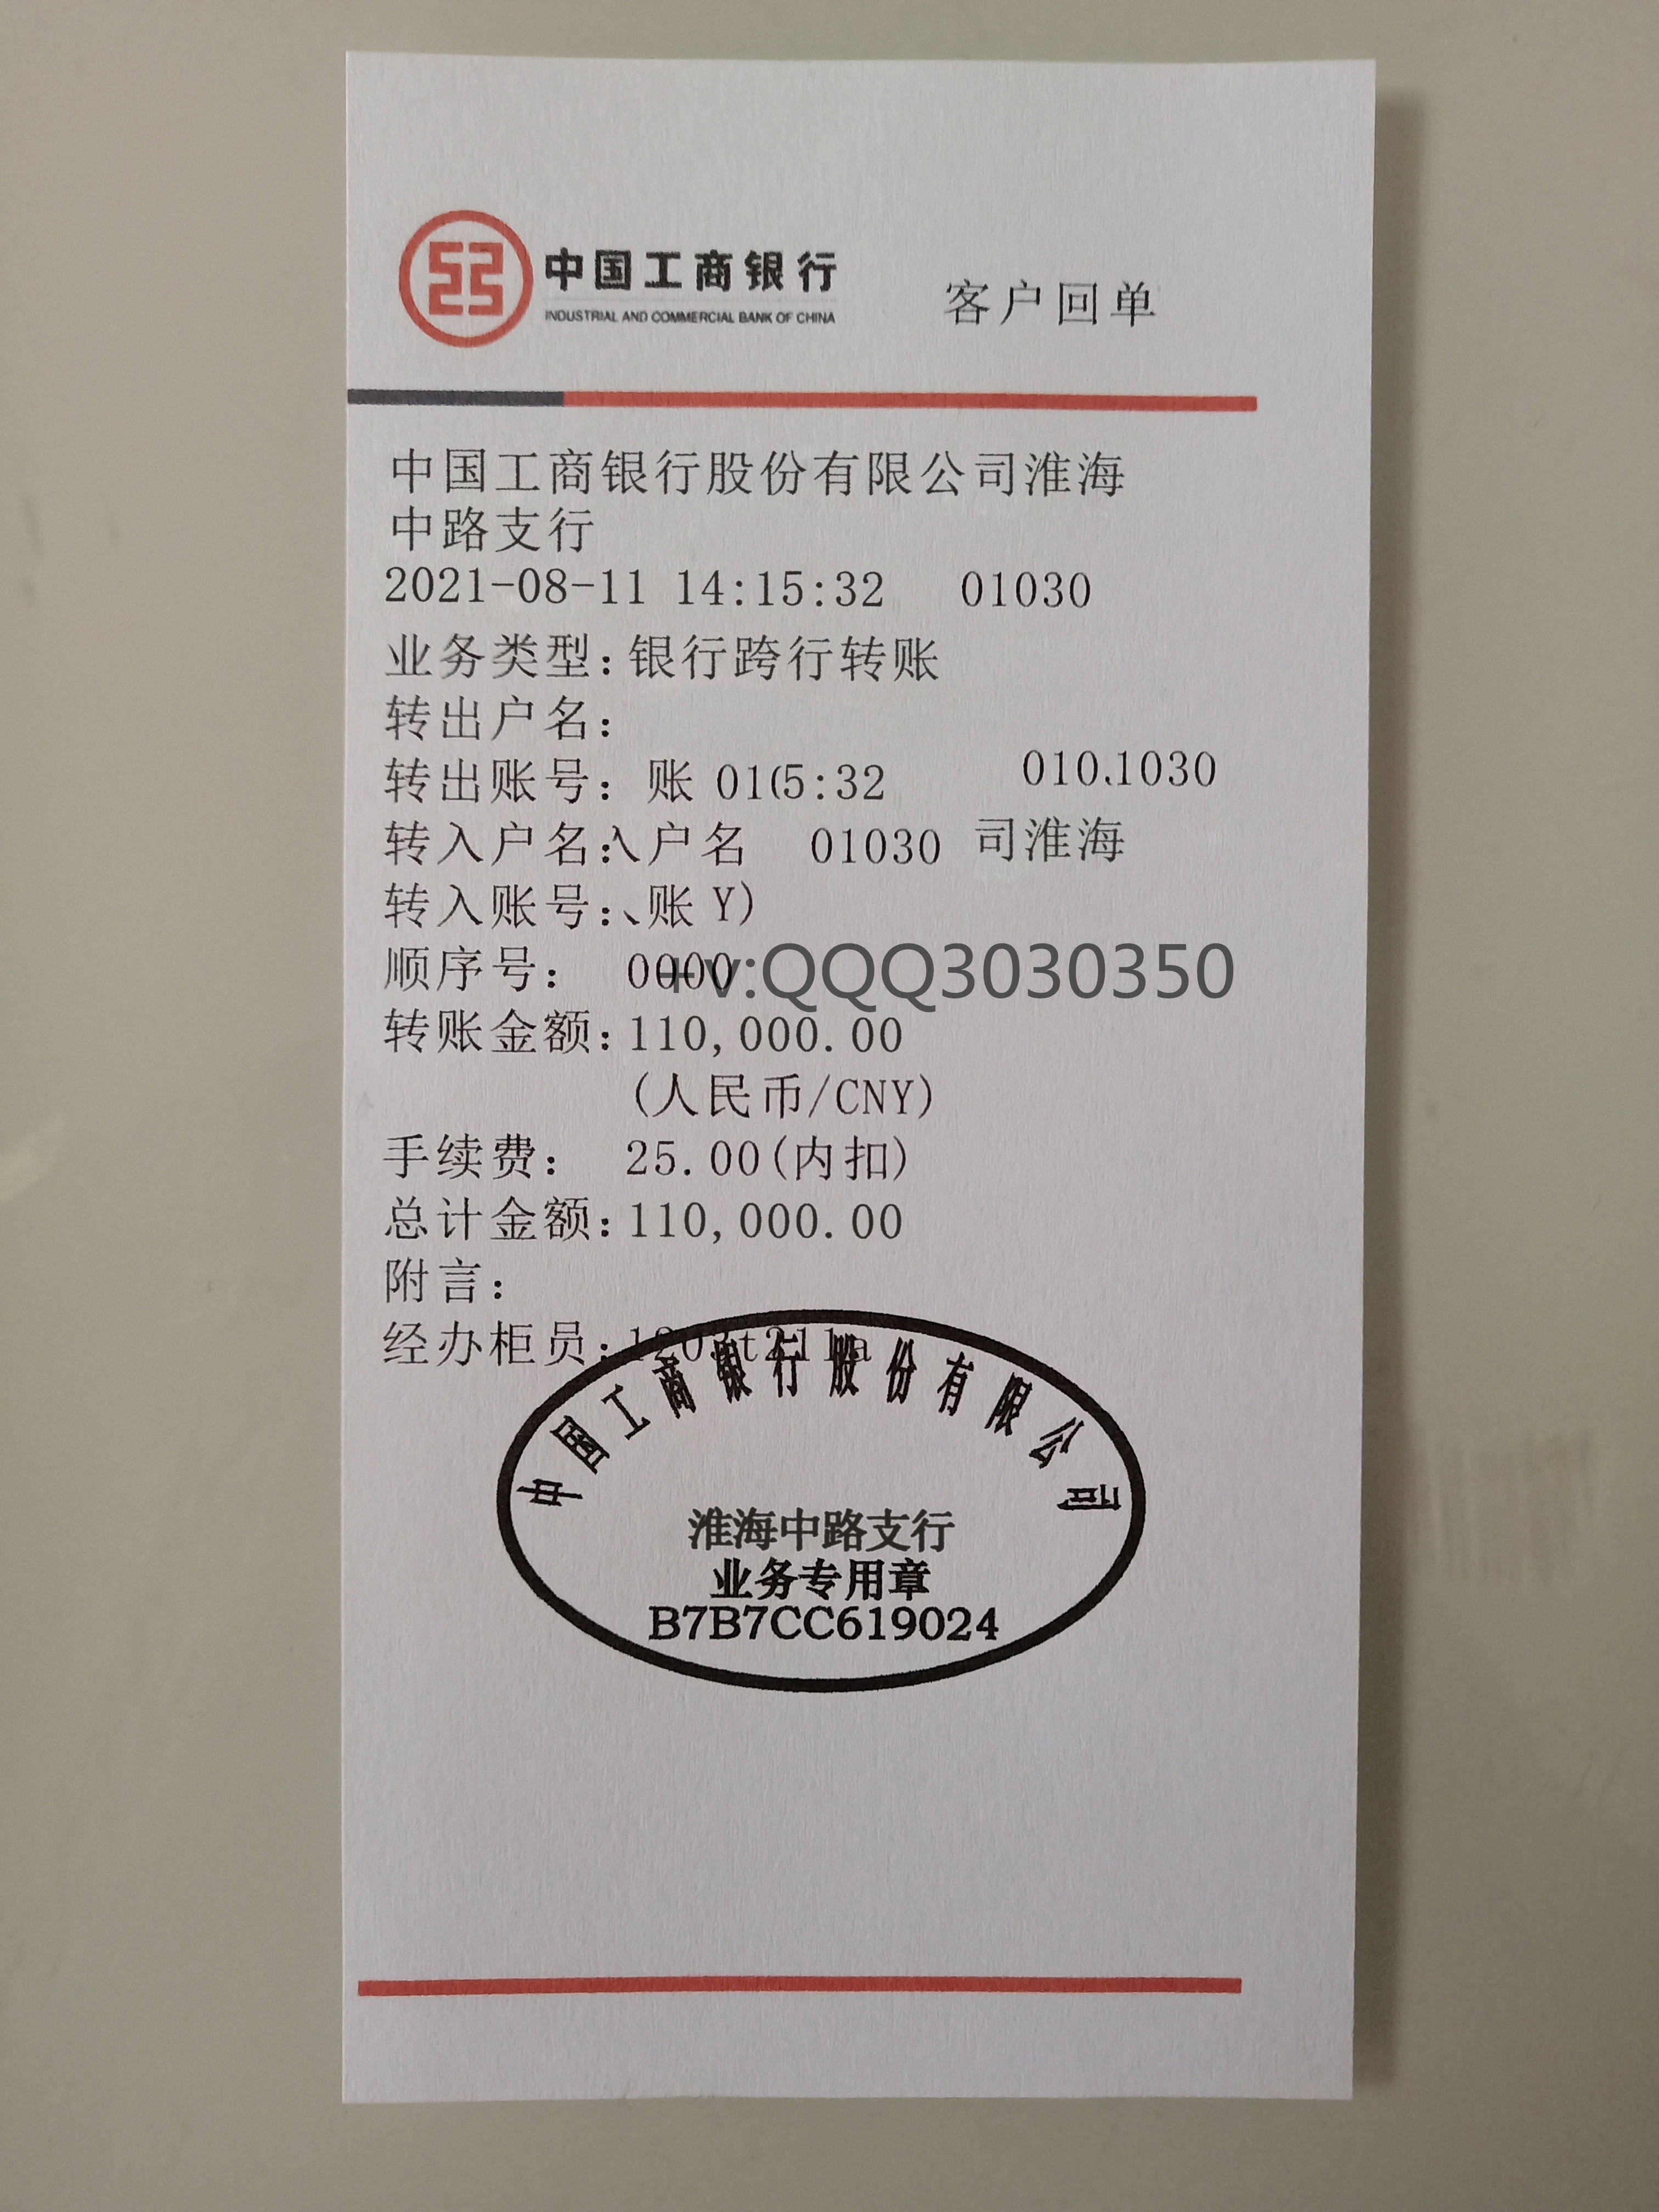 中国工商银行
INDUSTRIAL AND COMMERCIAL BANK OF CHINA
客户回单
中国工商银行股份有限公司淮海
中路支行
2021-08-11 14:15:32 01030
业务类型:银行跨行转账
转出户名:
转出账号: 账 01(5:32 010.1030
转入户名:入户名 01030 司淮海
转入账号:、账 Y)
顺序号: 0000
+v:QQQ3030350
转账金额:110,000.00
(人民币/CNY)
手续费: 25.00(内扣)
总计金额:110,000.00
附言:
经办柜员:
中国工商银行股份有限公司
淮海中路支行
业务专用章
B7B7CC619024